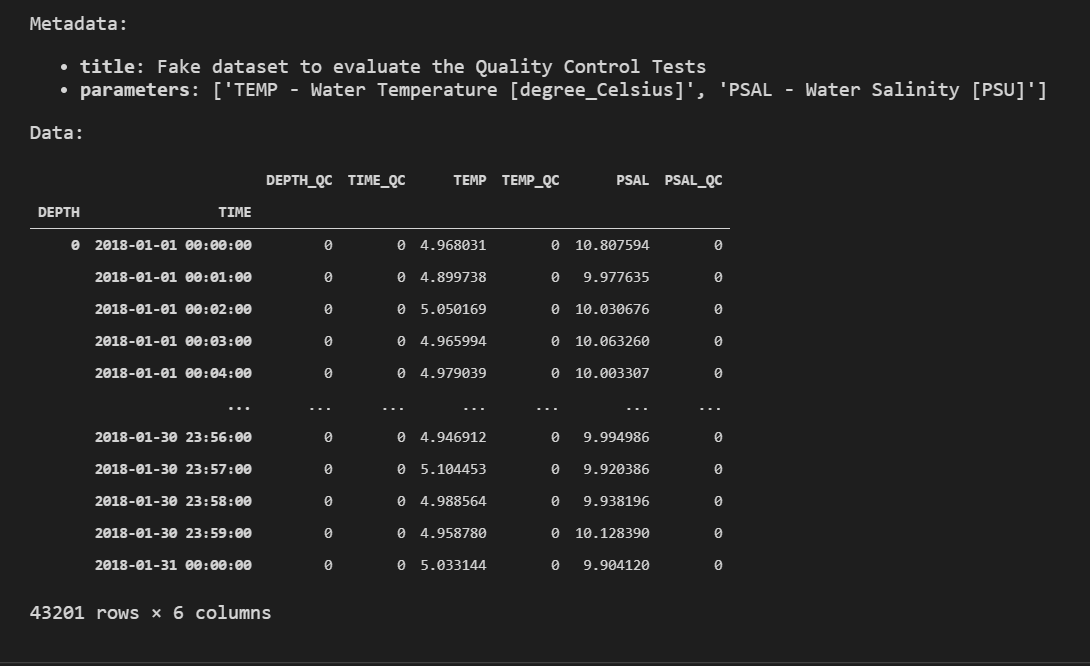 Metadata:
• title: Fake dataset to evaluate the Quality Control Tests
• parameters: ['TEMP - Water Temperature [degree_Celsius]', 'PSAL - Water Salinity [PSU]']
Data:
DEPTH_QC TIME_QC TEMP TEMP_QC PSAL PSAL_QC
DEPTH TIME
0 2018-01-01 00:00:00 0 0 4.968031 0 10.807594 0
2018-01-01 00:01:00 0 0 4.899738 0 9.977635 0
2018-01-01 00:02:00 0 0 5.050169 0 10.030676 0
2018-01-01 00:03:00 0 0 4.965994 0 10.063260 0
2018-01-01 00:04:00 0 0 4.979039 0 10.003307 0
... ... ... ... ... ... ...
2018-01-30 23:56:00 0 0 4.946912 0 9.994986 0
2018-01-30 23:57:00 0 0 5.104453 0 9.920386 0
2018-01-30 23:58:00 0 0 4.988564 0 9.938196 0
2018-01-30 23:59:00 0 0 4.958780 0 10.128390 0
2018-01-31 00:00:00 0 0 5.033144 0 9.904120 0
43201 rows × 6 columns